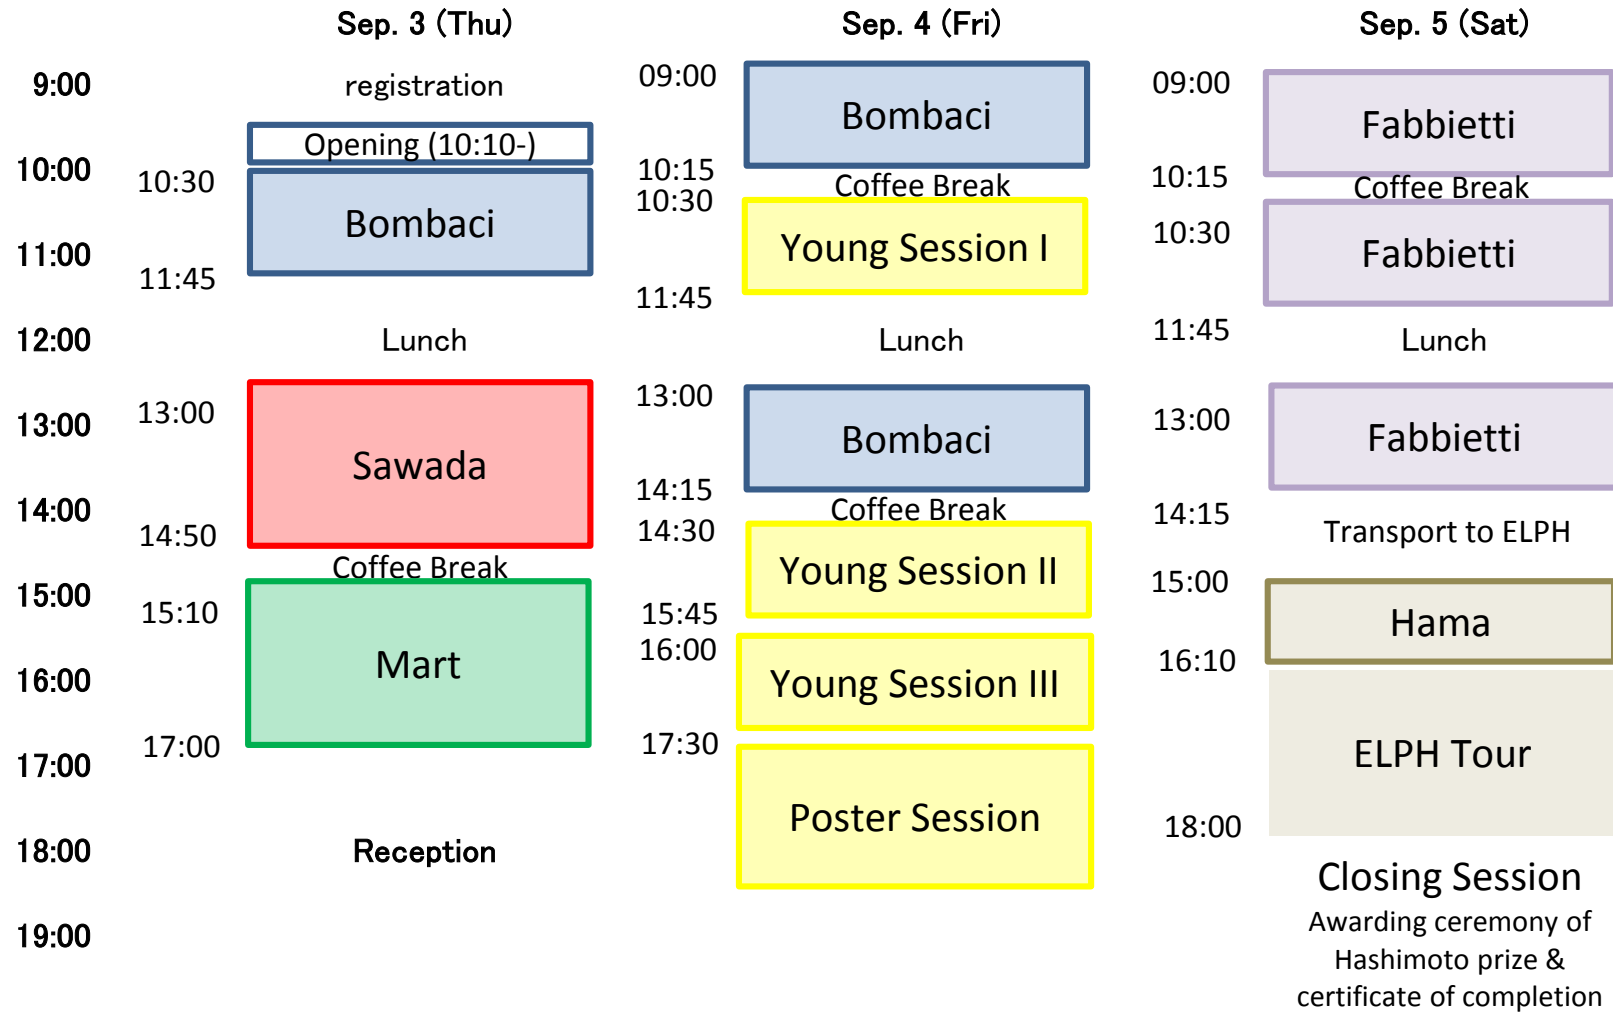 Sep. 3 (Thu)
Sep. 4 (Fri)
Sep. 5 (Sat)
9:00
10:00
11:00
12:00
13:00
14:00
15:00
16:00
17:00
18:00
19:00
registration
Opening (10:10-)
10:30
Bombaci
11:45
Lunch
13:00
Sawada
14:50
Coffee Break
15:10
Mart
17:00
Reception
09:00
Bombaci
10:15
Coffee Break
10:30
Young Session I
11:45
Lunch
13:00
Bombaci
14:15
Coffee Break
14:30
Young Session II
15:45
16:00
Young Session III
17:30
Poster Session
09:00
Fabbietti
10:15
Coffee Break
10:30
Fabbietti
11:45
Lunch
13:00
Fabbietti
14:15
Transport to ELPH
15:00
Hama
16:10
ELPH Tour
18:00
Closing Session
Awarding ceremony of
Hashimoto prize &
certificate of completion